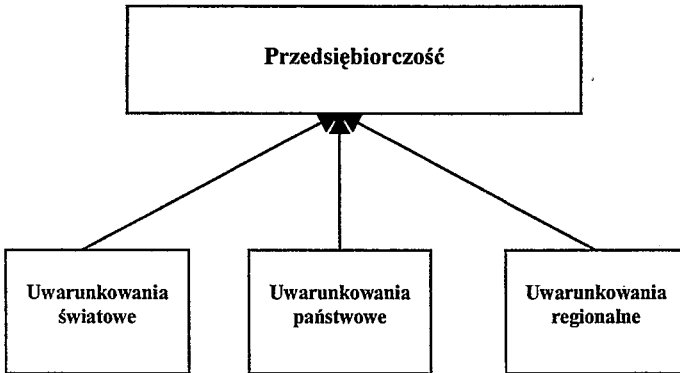 Przedsiębiorczość
Uwarunkowania
światowe
Uwarunkowania
państwowe
Uwarunkowania
regionalne